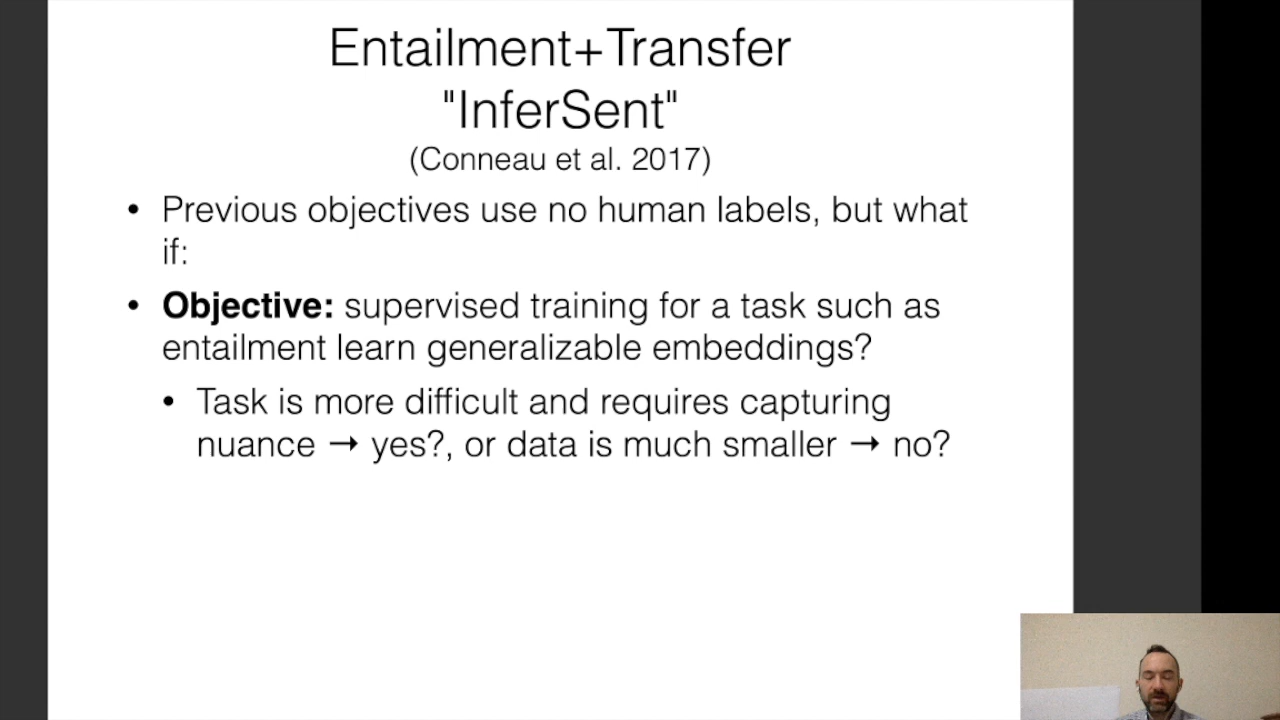 Entailment+Transfer
"InferSent"
(Conneau et al. 2017)
• Previous objectives use no human labels, but what
if:
• Objective: supervised training for a task such as
entailment learn generalizable embeddings?
• Task is more difficult and requires capturing
nuance → yes?, or data is much smaller → no?